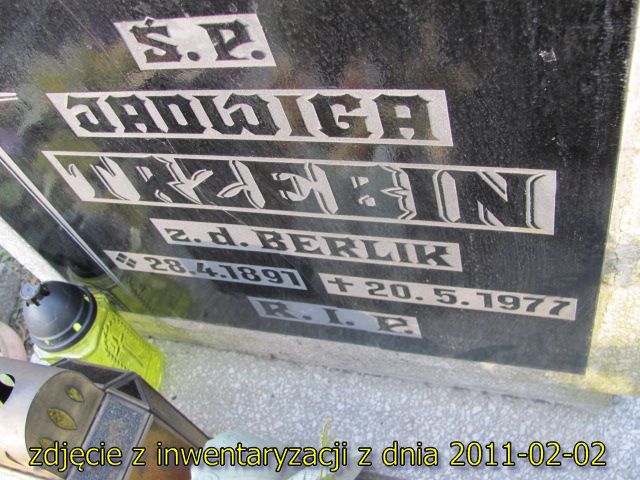 Ś. P.
JADWIGA
TRZEBIN
z. d. BERLIK
* 28.4.1891 + 20.5.1977
R. I. P.
zdjęcie z inwentaryzacji z dnia 2011-02-02